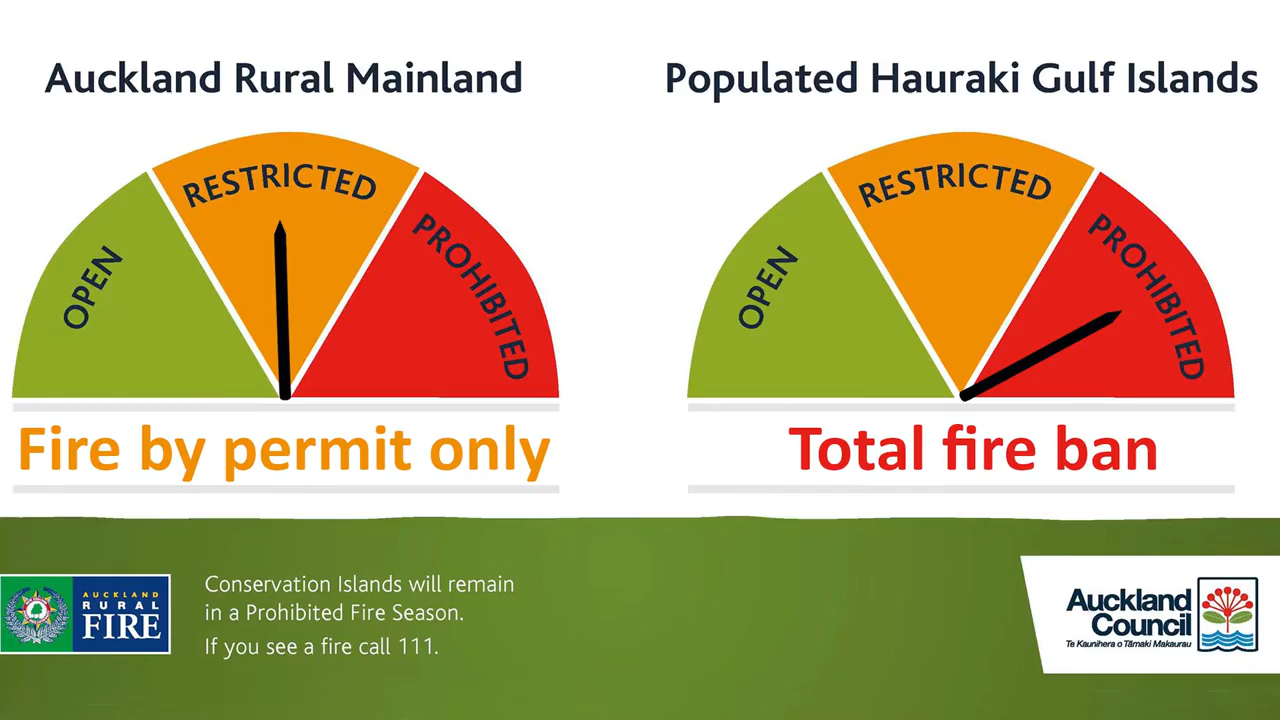 Auckland Rural Mainland
OPEN
RESTRICTED
PROHIBITED
Fire by permit only
Populated Hauraki Gulf Islands
OPEN
RESTRICTED
PROHIBITED
Total fire ban
AUCKLAND
RURAL
FIRE
Conservation Islands will remain
in a Prohibited Fire Season.
If you see a fire call 111.
Auckland
Council
Te Kaunihera o Tāmaki Makaurau